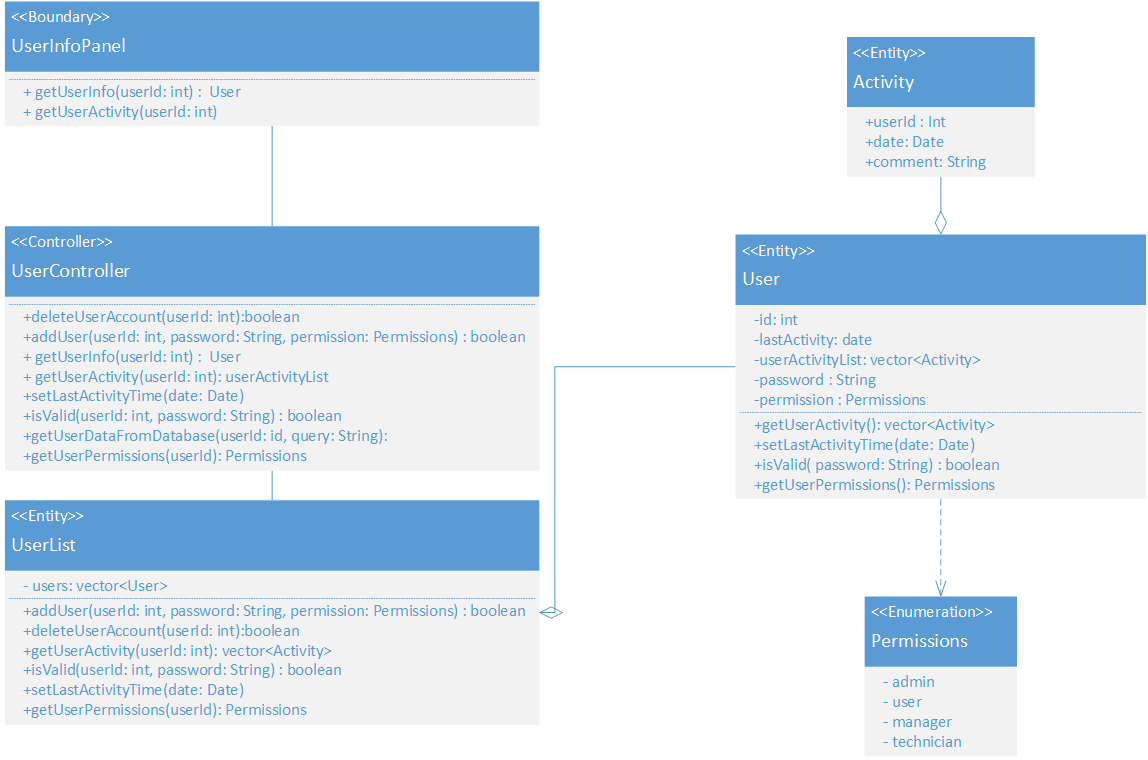 <<Boundary>>
UserInfoPanel
+ getUserInfo(userId: int) : User
+ getUserActivity(userId: int)
<<Controller>>
UserController
+deleteUserAccount(userId: int):boolean
+addUser(userId: int, password: String, permission: Permissions) : boolean
+ getUserInfo(userId: int) : User
+ getUserActivity(userId: int): userActivityList
+setLastActivityTime(date: Date)
+isValid(userId: int, password: String) : boolean
+getUserDataFromDatabase(userId: id, query: String):
+getUserPermissions(userId): Permissions
<<Entity>>
UserList
- users: vector<User>
+addUser(userId: int, password: String, permission: Permissions) : boolean
+deleteUserAccount(userId: int):boolean
+getUserActivity(userId: int): vector<Activity>
+isValid(userId: int, password: String) : boolean
+setLastActivityTime(date: Date)
+getUserPermissions(userId): Permissions
<<Entity>>
Activity
+userId : Int
+date: Date
+comment: String
<<Entity>>
User
-id: int
-lastActivity: date
-userActivityList: vector<Activity>
-password : String
-permission : Permissions
+getUserActivity(): vector<Activity>
+setLastActivityTime(date: Date)
+isValid( password: String) : boolean
+getUserPermissions(): Permissions
<<Enumeration>>
Permissions
- admin
- user
- manager
- technician